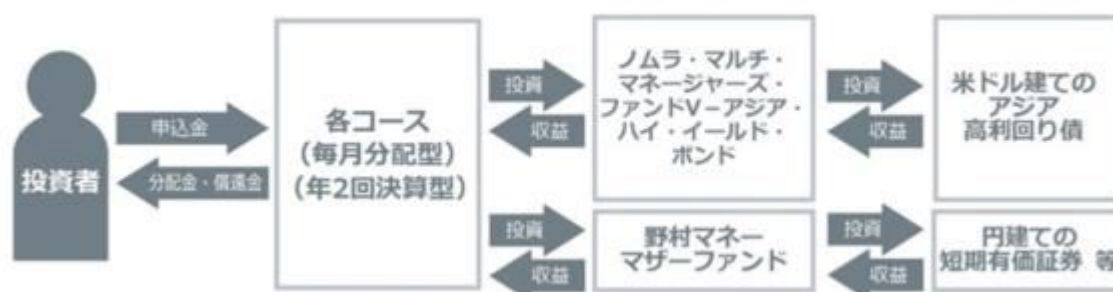 投資者
申込金
分配金・償還金
各コース
（毎月分配型）
（年2回決算型）
投資
収益
ノムラ・マルチ・
マネージャーズ・
ファンドⅤ－アジア・
ハイ・イールド・
ボンド
投資
収益
米ドル建ての
アジア
高利回り債
投資
収益
野村マネー
マザーファンド
投資
収益
円建ての
短期有価証券 等